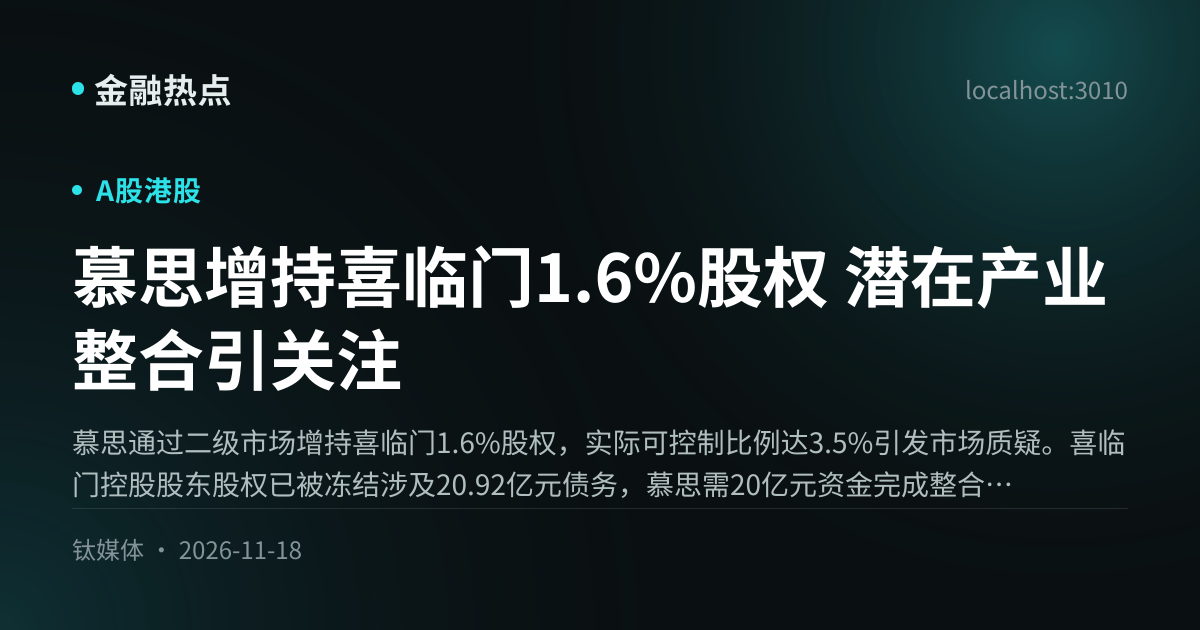 金融热点
localhost:3010
A股港股
慕思增持喜临门1.6%股权 潜在产业
整合引关注
慕思通过二级市场增持喜临门1.6%股权，实际可控制比例达3.5%引发市场质疑。喜临
门控股股东股权已被冻结涉及20.92亿元债务，慕思需20亿元资金完成整合…
钛媒体 · 2026-11-18